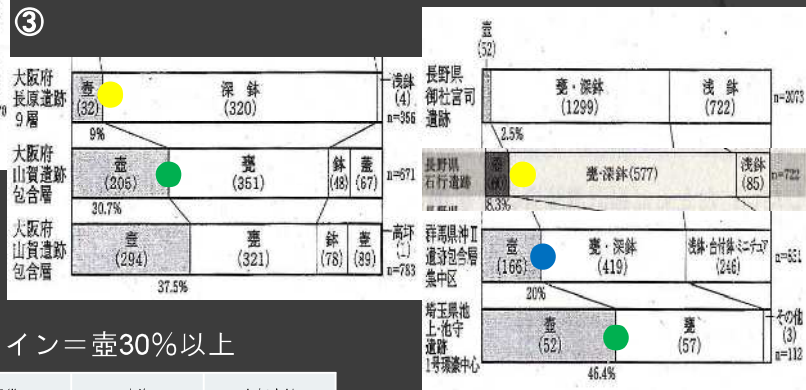 ③
大阪府
長原遺跡
9層
壺
(32)
深鉢
(320)
浅鉢
(4)
n=356
9%
大阪府
山賀遺跡
包含層
壺
(205)
甕
(351)
鉢
(48)
蓋
(67)
n=671
30.7%
大阪府
山賀遺跡
包含層
壺
(294)
甕
(321)
鉢
(78)
蓋
(89)
高坏
(1)
n=783
37.5%
イン=壺30%以上
壺
(52)
長野県
御社宮司
遺跡
甕・深鉢
(1299)
浅鉢
(722)
n=2073
2.5%
長野県
石行遺跡
壺
(60)
甕・深鉢(577)
浅鉢
(85)
n=722
8.3%
群馬県沖Ⅱ
遺跡包含層
集中区
壺
(166)
甕・深鉢
(419)
浅鉢・台付鉢・ミニチュア
(246)
n=831
20%
埼玉県池
上・池守
遺跡
1号環濠中心
壺
(52)
甕
(57)
その他
(3)
n=112
46.4%